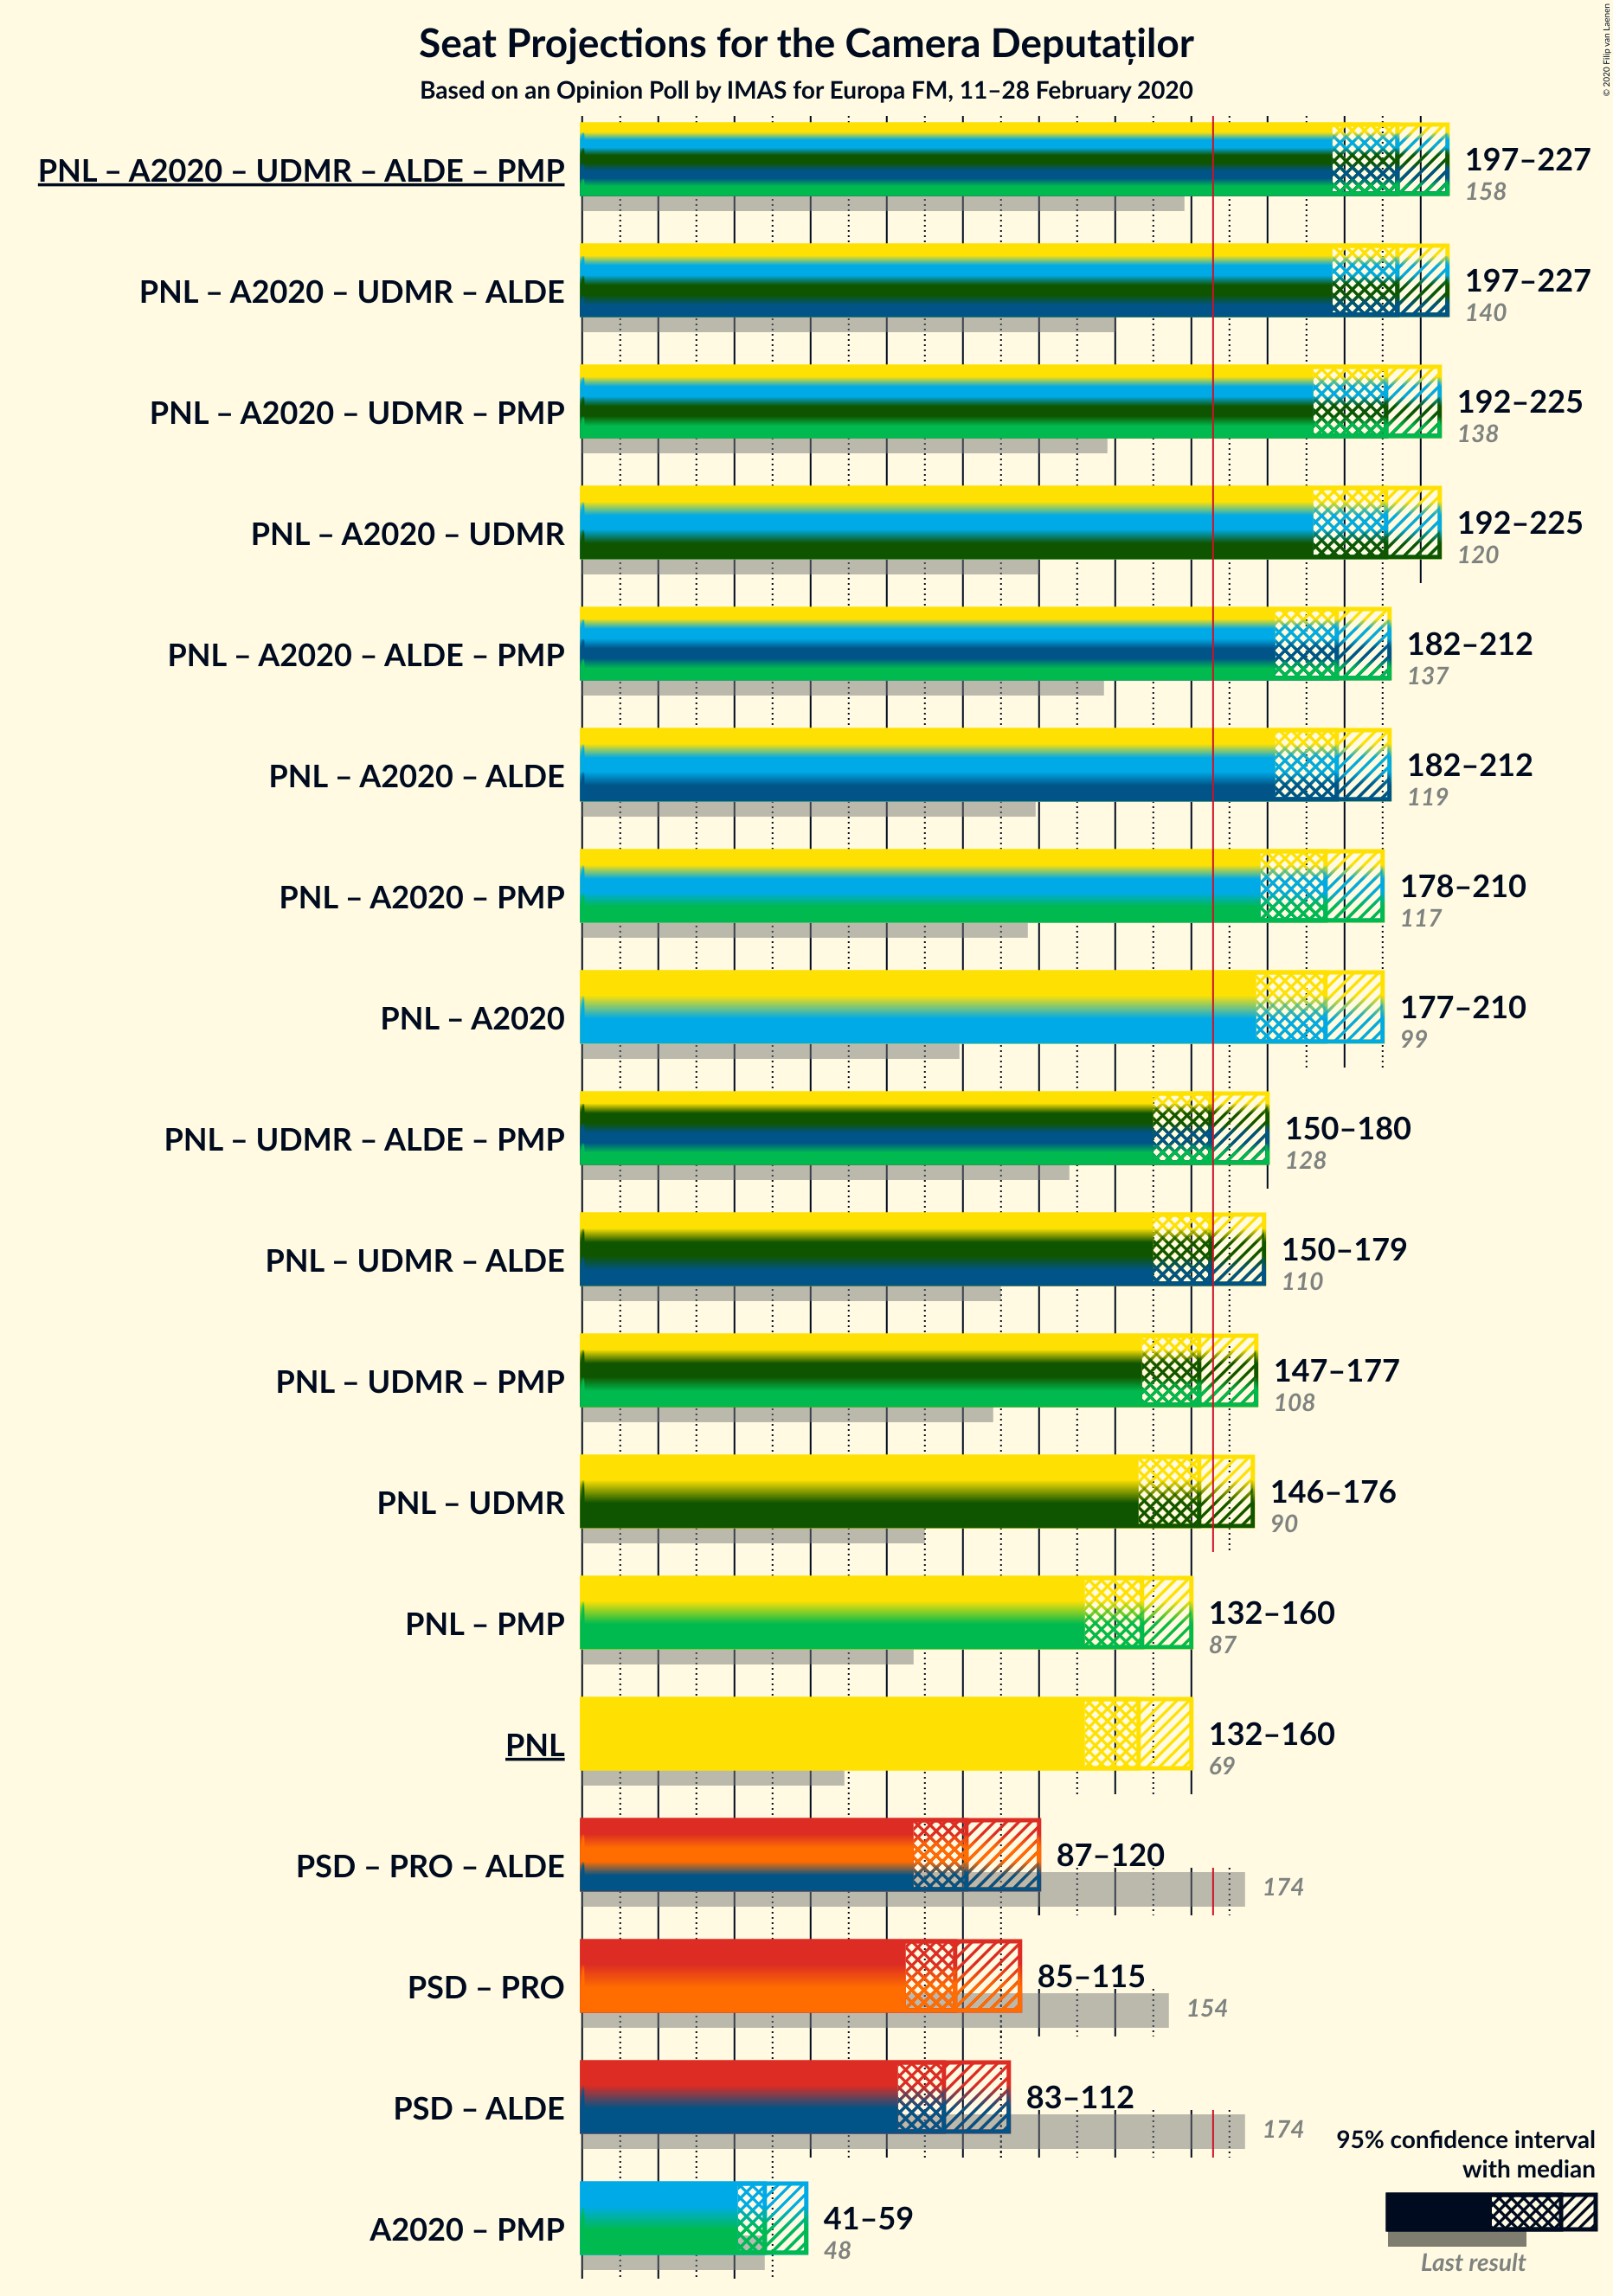 Seat Projections for the Camera Deputaților
Based on an Opinion Poll by IMAS for Europa FM, 11–28 February 2020
© 2020 Filip van Laenen
PNL – A2020 – UDMR – ALDE – PMP
197–227
158
PNL – A2020 – UDMR – ALDE
197–227
140
PNL – A2020 – UDMR – PMP
192–225
138
PNL – A2020 – UDMR
192–225
120
PNL – A2020 – ALDE – PMP
182–212
137
PNL – A2020 – ALDE
182–212
119
PNL – A2020 – PMP
178–210
117
PNL – A2020
177–210
99
PNL – UDMR – ALDE – PMP
150–180
128
PNL – UDMR – ALDE
150–179
110
PNL – UDMR – PMP
147–177
108
PNL – UDMR
146–176
90
PNL – PMP
132–160
87
PNL
132–160
69
PSD – PRO – ALDE
87–120
174
PSD – PRO
85–115
154
PSD – ALDE
83–112
174
A2020 – PMP
41–59
48
95% confidence interval
with median
Last result